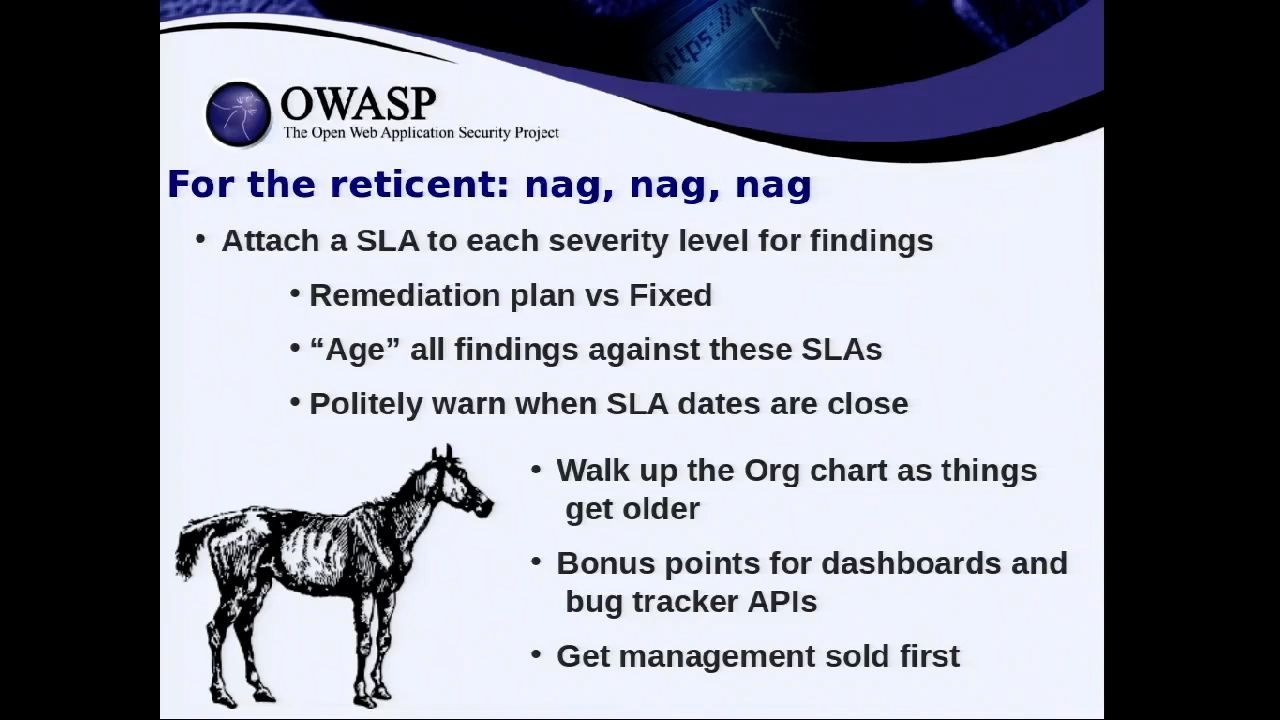 https://w
OWASP
The Open Web Application Security Project
For the reticent: nag, nag, nag
• Attach a SLA to each severity level for findings
• Remediation plan vs Fixed
• “Age” all findings against these SLAs
• Politely warn when SLA dates are close
• Walk up the Org chart as things
get older
• Bonus points for dashboards and
bug tracker APIs
• Get management sold first